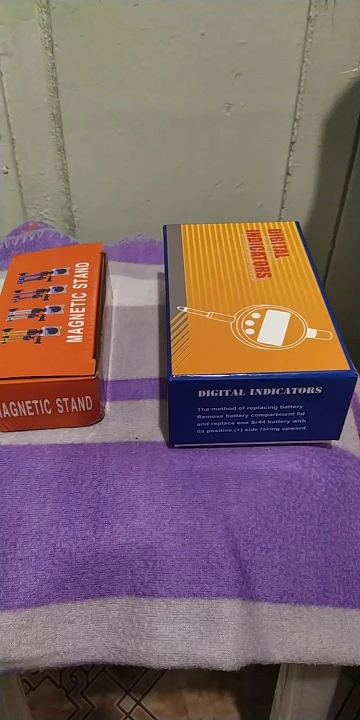 MAGNETIC STAND
MAGNETIC STAND
DIGITAL
INDICATORS
DIGITAL INDICATORS
The method of replacing battery
Remove battery compartment lid
and replace one Sr44 battery with
its positive (+) side facing upward.